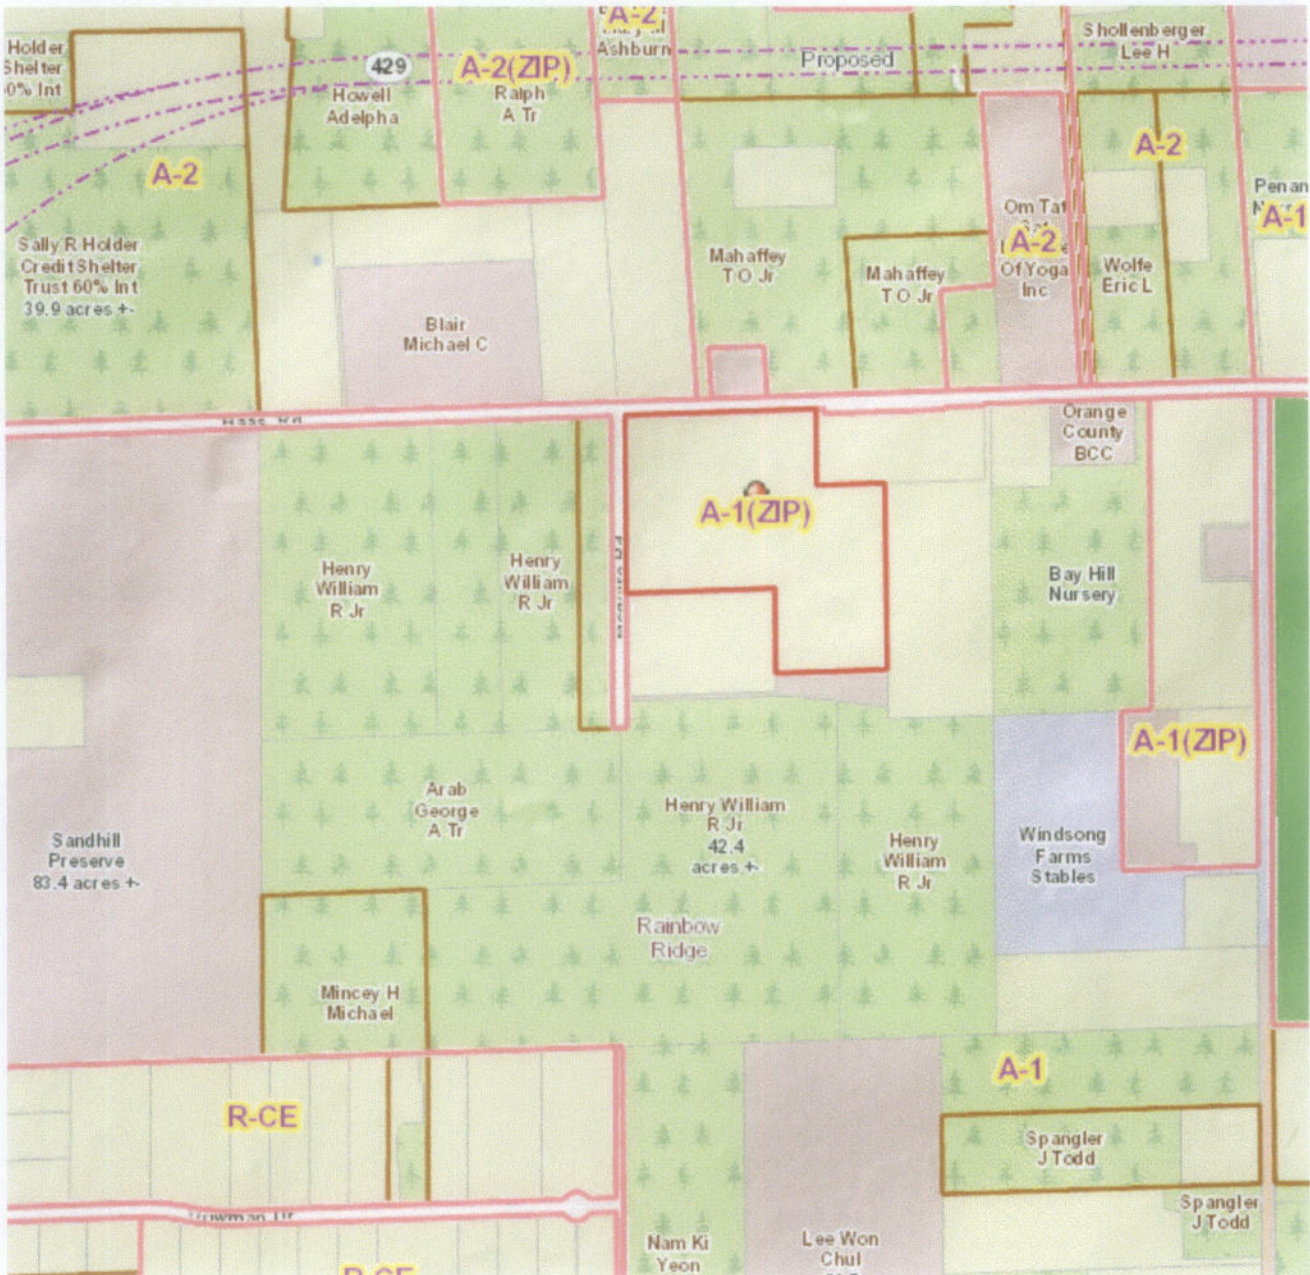 Holder
Shelter
0% Int
429
Howell
Adelpha
A-2(ZIP)
Ralph
A Tr
A-2
Ashburn
Proposed
Shollenberger
Lee H
A-2
Sally R Holder
Credit Shelter
Trust 60% Int
39.9 acres +-
Blair
Michael C
Mahaffey
T O Jr
Mahaffey
T O Jr
Om Tat
A-2
Of Yoga
Inc
A-2
Wolfe
Eric L
Penan
A-1
Orange
County
BCC
A-1(ZIP)
Henry
William
R Jr
Henry
William
R Jr
Bay Hill
Nursery
A-1(ZIP)
Sandhill
Preserve
83.4 acres +-
Arab
George
A Tr
Henry William
R Jr
42.4
acres +-
Henry
William
R Jr
Windsong
Farms
Stables
Rainbow
Ridge
Mincey H
Michael
R-CE
A-1
Spangler
J Todd
Spangler
J Todd
Nam Ki
Yeon
Lee Won
Chul
R-CE